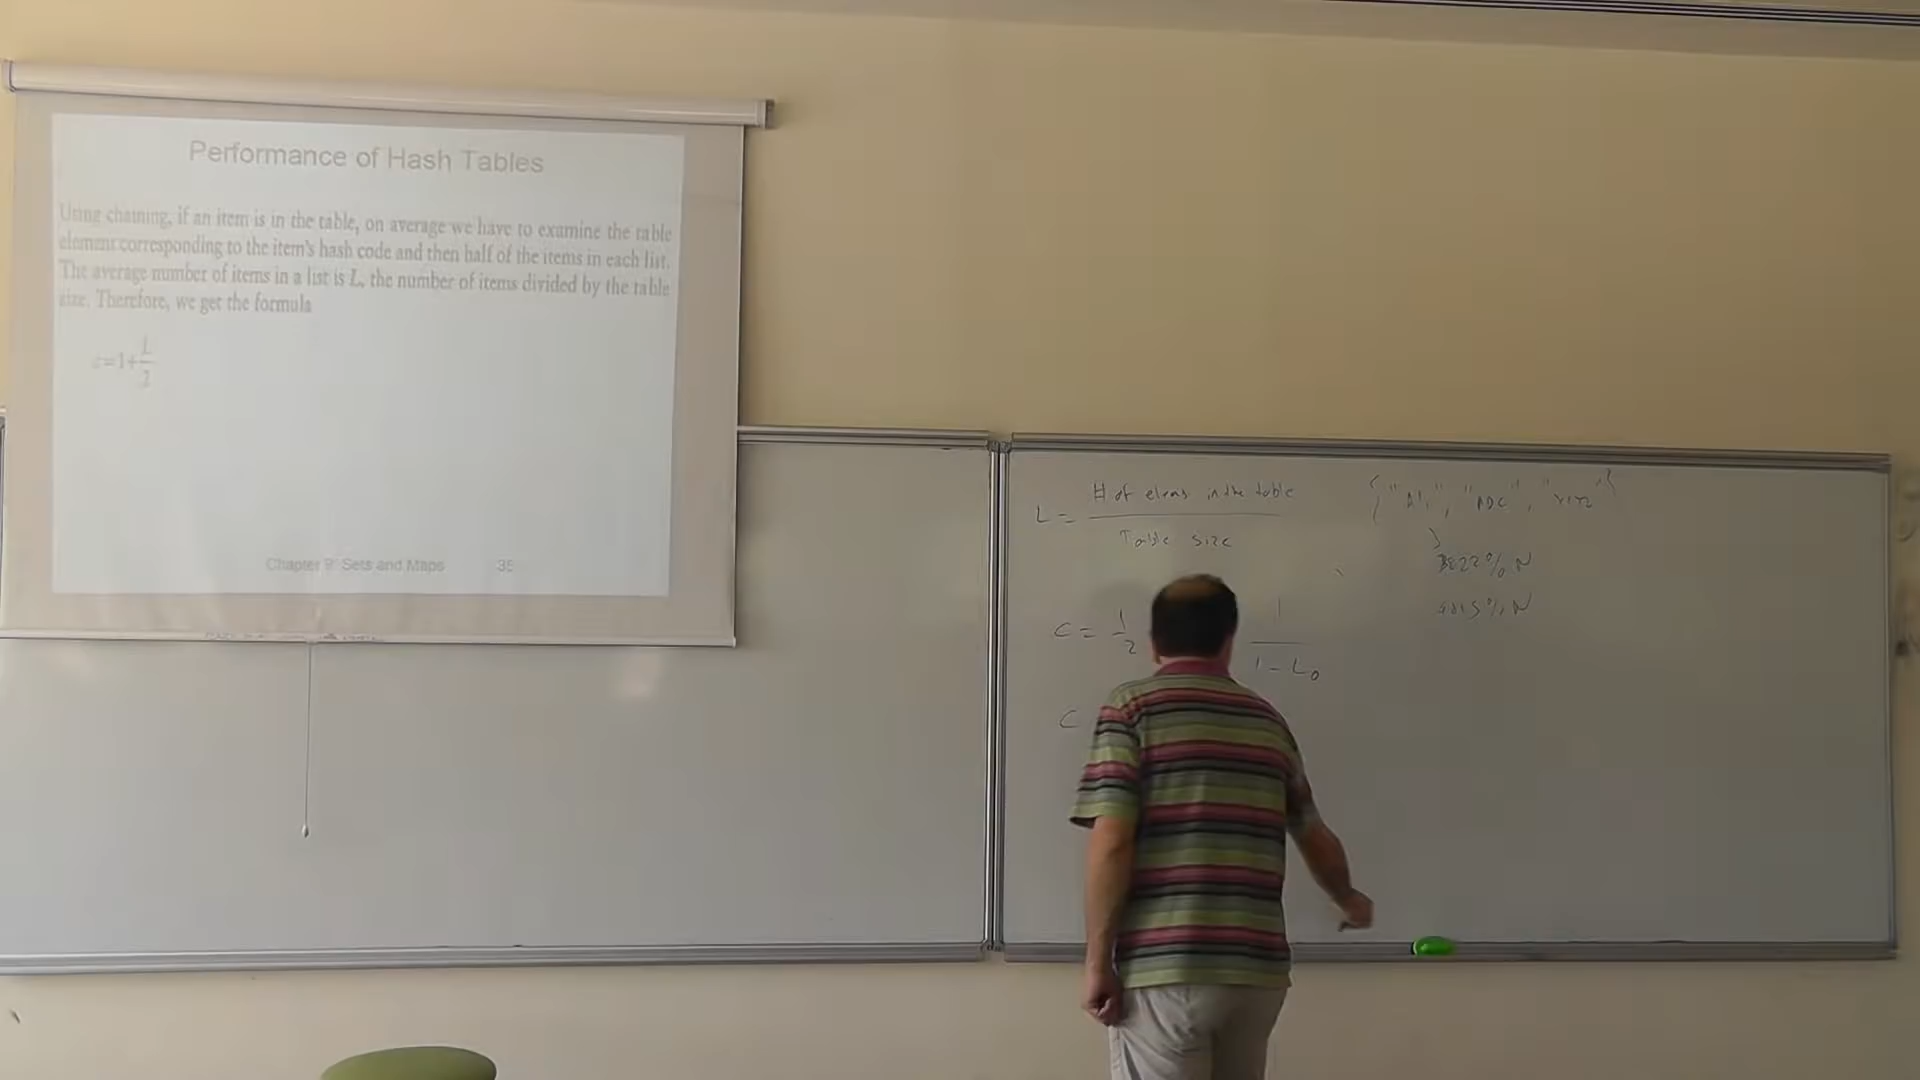 Performance of Hash Tables
Using chaining, if an item is in the table, on average we have to examine the table
element corresponding to the item's hash code and then half of the items in each list.
The average number of items in a list is L, the number of items divided by the table
size. Therefore, we get the formula
c=1+L/2
Chapter 9: Sets and Maps 35
L = # of elems in the table
Table size
C = 1/2 1/1-L0
C
% N
% N